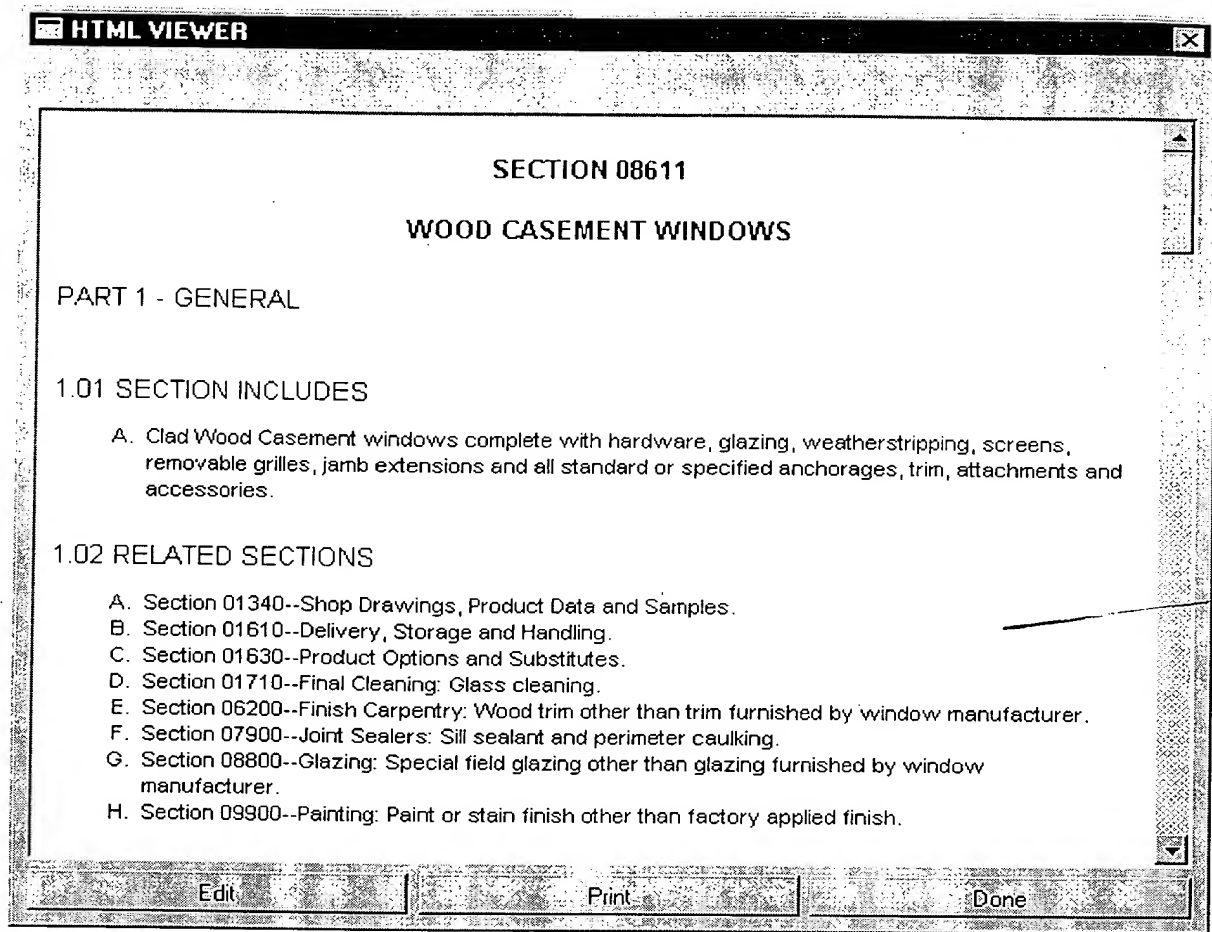 HTML VIEWER
SECTION 08611
WOOD CASEMENT WINDOWS
PART 1 - GENERAL
1.01 SECTION INCLUDES
A. Clad Wood Casement windows complete with hardware, glazing, weatherstripping, screens,
removable grilles, jamb extensions and all standard or specified anchorages, trim, attachments and
accessories.
1.02 RELATED SECTIONS
A. Section 01340--Shop Drawings, Product Data and Samples.
B. Section 01610--Delivery, Storage and Handling.
C. Section 01630--Product Options and Substitutes.
D. Section 01710--Final Cleaning: Glass cleaning.
E. Section 06200--Finish Carpentry: Wood trim other than trim furnished by window manufacturer.
F. Section 07900--Joint Sealers: Sill sealant and perimeter caulking.
G. Section 08800--Glazing: Special field glazing other than glazing furnished by window
manufacturer.
H. Section 09900--Painting: Paint or stain finish other than factory applied finish.
Edit Print Done